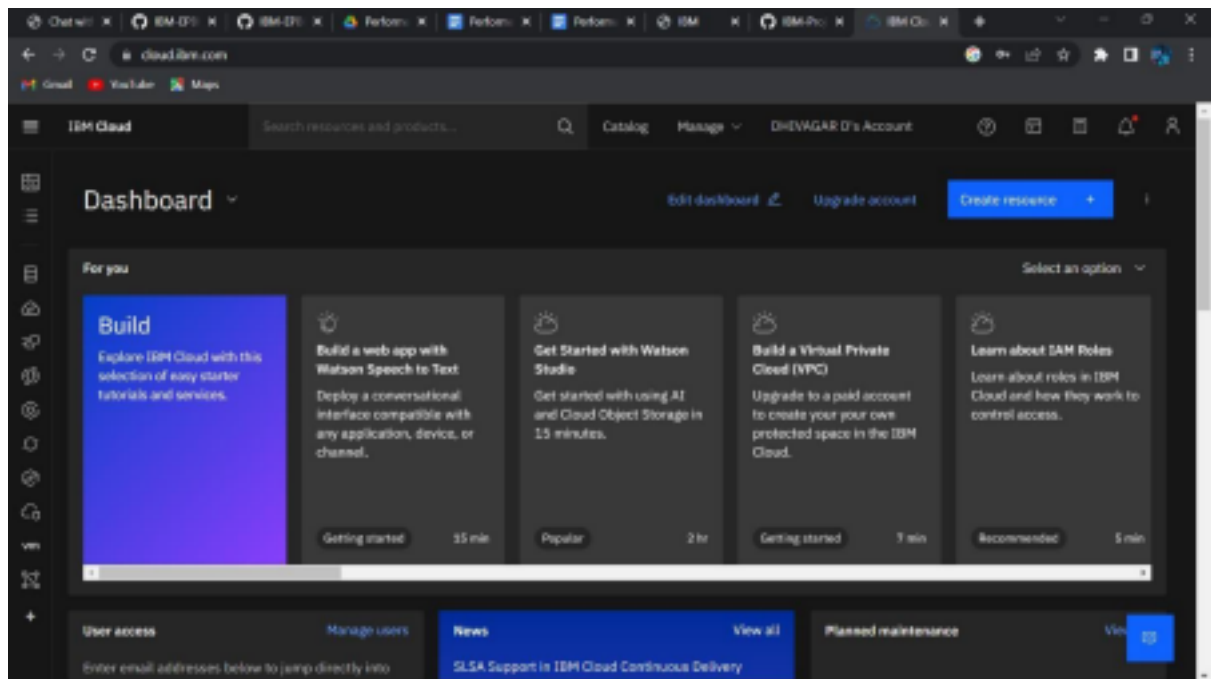 IBM
cloud.ibm.com
Gmail YouTube Maps
IBM Cloud
Search resources and products...
Catalog Manage DHIVAGAR D's Account
Dashboard
Edit dashboard
Upgrade account
Create resource +
For you
Select an option
Build
Explore IBM Cloud with this
selection of easy starter
tutorials and services.
Build a web app with
Watson Speech to Text
Deploy a conversational
interface compatible with
any application, device, or
channel.
Getting started 15 min
Get Started with Watson
Studio
Get started with using AI
and Cloud Object Storage in
15 minutes.
Popular 2 hr
Build a Virtual Private
Cloud (VPC)
Upgrade to a paid account
to create your your own
protected space in the IBM
Cloud.
Getting started 7 min
Learn about IAM Roles
Learn about roles in IBM
Cloud and how they work to
control access.
Recommended 5 min
User access Manage users
Enter email addresses below to jump directly into
News View all
SLSA Support in IBM Cloud Continuous Delivery
Planned maintenance